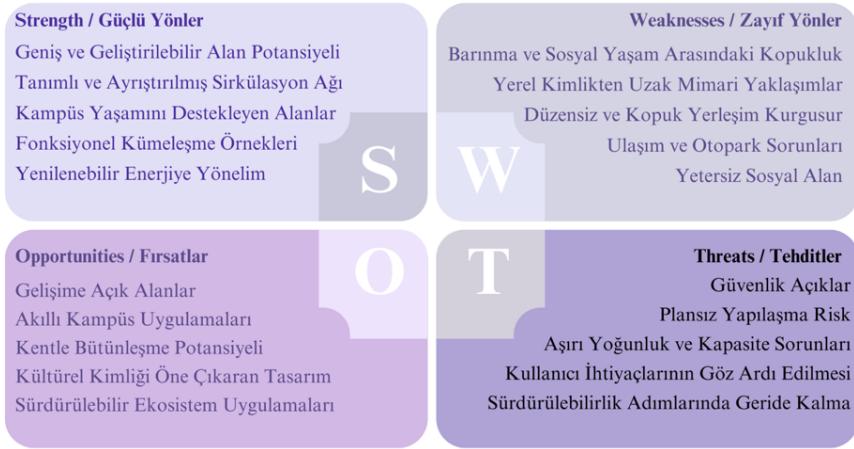 Strength / Güçlü Yönler
Geniş ve Geliştirilebilir Alan Potansiyeli
Tanımlı ve Ayrıştırılmış Sirkülasyon Ağı
Kampüs Yaşamını Destekleyen Alanlar
Fonksiyonel Kümeleşme Örnekleri
Yenilenebilir Enerjiye Yönelim
S
Weaknesses / Zayıf Yönler
Barınma ve Sosyal Yaşam Arasındaki Kopukluk
Yerel Kimlikten Uzak Mimari Yaklaşımlar
Düzensiz ve Kopuk Yerleşim Kurgusur
Ulaşım ve Otopark Sorunları
Yetersiz Sosyal Alan
W
Opportunities / Fırsatlar
Gelişime Açık Alanlar
Akıllı Kampüs Uygulamaları
Kentle Bütünleşme Potansiyeli
Kültürel Kimliği Öne Çıkaran Tasarım
Sürdürülebilir Ekosistem Uygulamaları
O
Threats / Tehditler
Güvenlik Açıklar
Plansız Yapılaşma Risk
Aşırı Yoğunluk ve Kapasite Sorunları
Kullanıcı İhtiyaçlarının Göz Ardı Edilmesi
Sürdürülebilirlik Adımlarında Geride Kalma
T